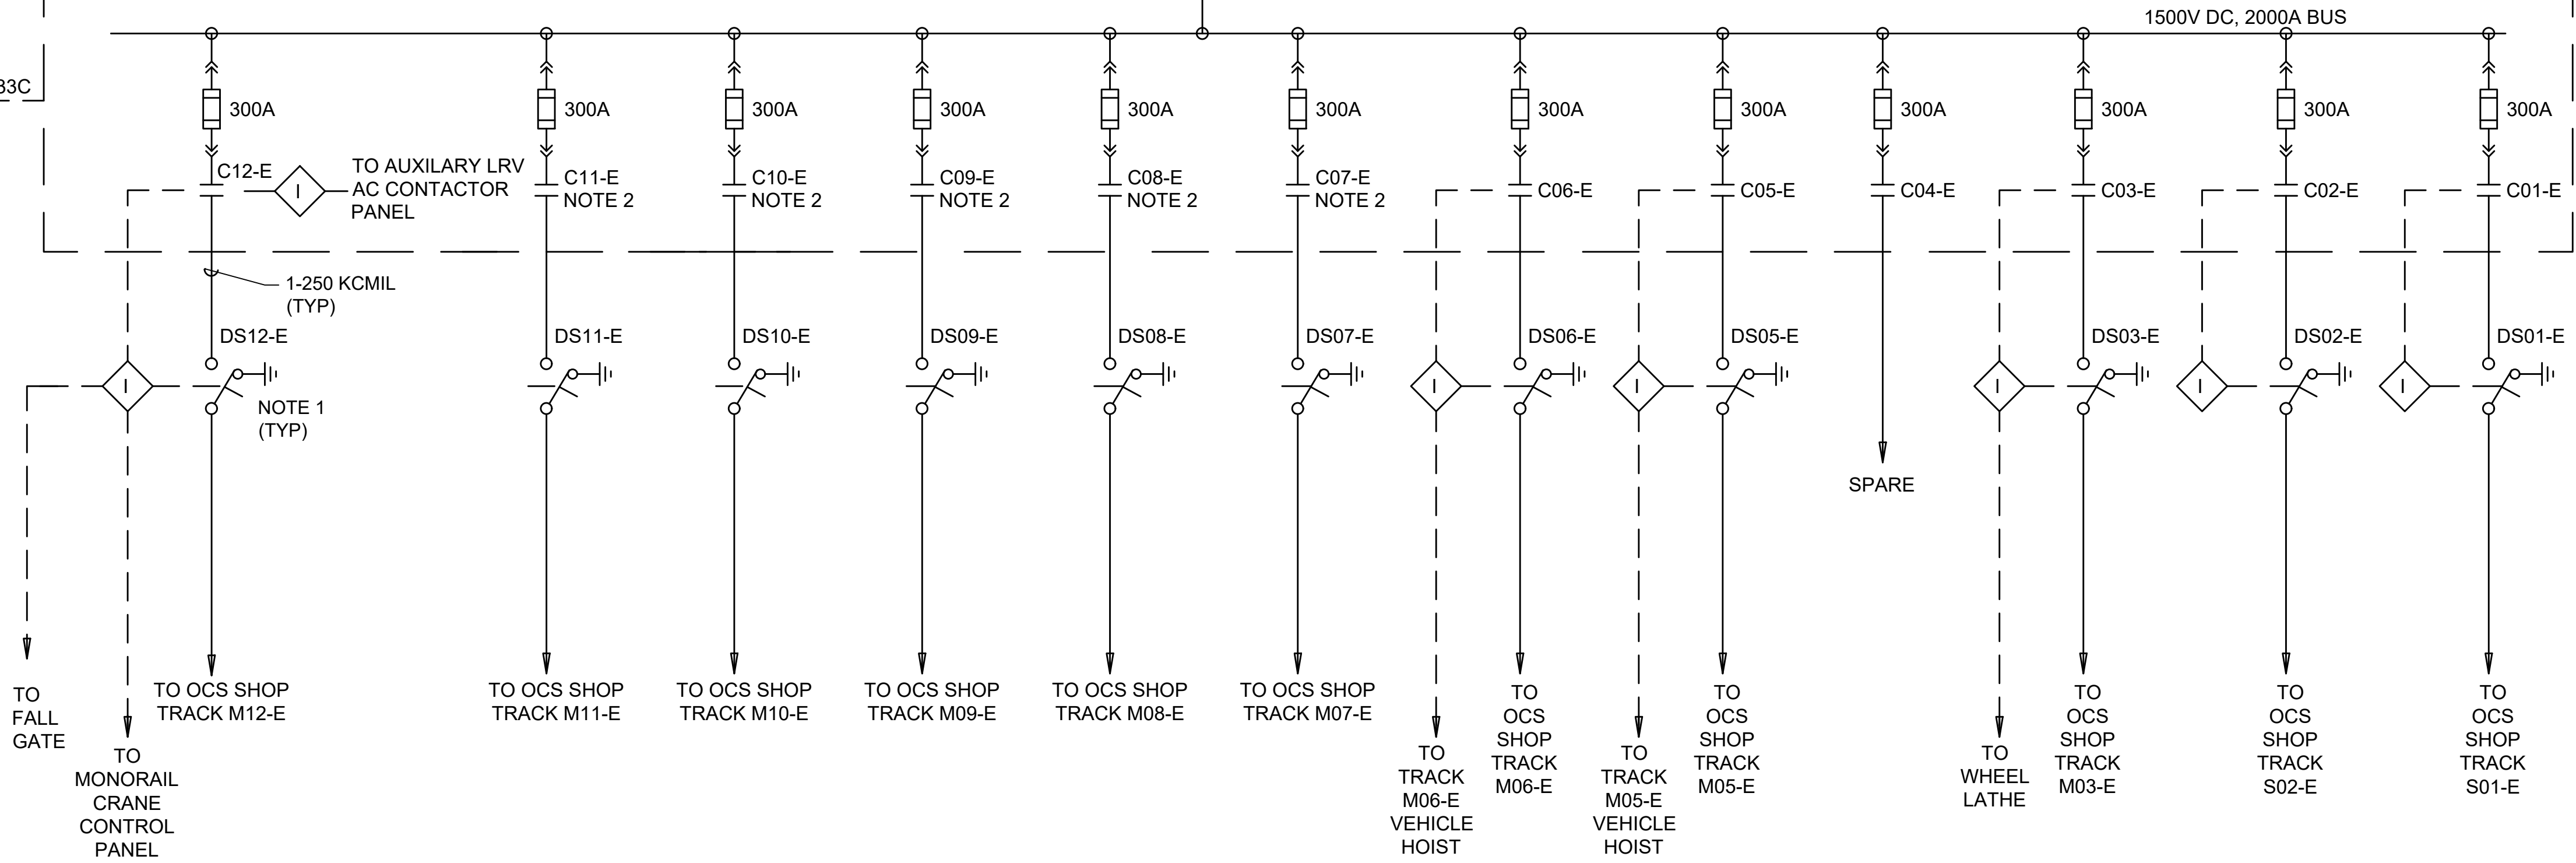 1500V DC, 2000A BUS
33C
300A
300A
300A
300A
300A
300A
300A
300A
300A
300A
300A
300A
C12-E
I
TO AUXILARY LRV
AC CONTACTOR
PANEL
C11-E
NOTE 2
C10-E
NOTE 2
C09-E
NOTE 2
C08-E
NOTE 2
C07-E
NOTE 2
C06-E
C05-E
C04-E
C03-E
C02-E
C01-E
1-250 KCMIL
(TYP)
DS12-E
DS11-E
DS10-E
DS09-E
DS08-E
DS07-E
DS06-E
DS05-E
DS03-E
DS02-E
DS01-E
I
NOTE 1
(TYP)
I
I
I
I
I
SPARE
TO
FALL
GATE
TO
MONORAIL
CRANE
CONTROL
PANEL
TO OCS SHOP
TRACK M12-E
TO OCS SHOP
TRACK M11-E
TO OCS SHOP
TRACK M10-E
TO OCS SHOP
TRACK M09-E
TO OCS SHOP
TRACK M08-E
TO OCS SHOP
TRACK M07-E
TO
TRACK
M06-E
VEHICLE
HOIST
TO
OCS
SHOP
TRACK
M06-E
TO
TRACK
M05-E
VEHICLE
HOIST
TO
OCS
SHOP
TRACK
M05-E
TO
WHEEL
LATHE
TO
OCS
SHOP
TRACK
M03-E
TO
OCS
SHOP
TRACK
S02-E
TO
OCS
SHOP
TRACK
S01-E